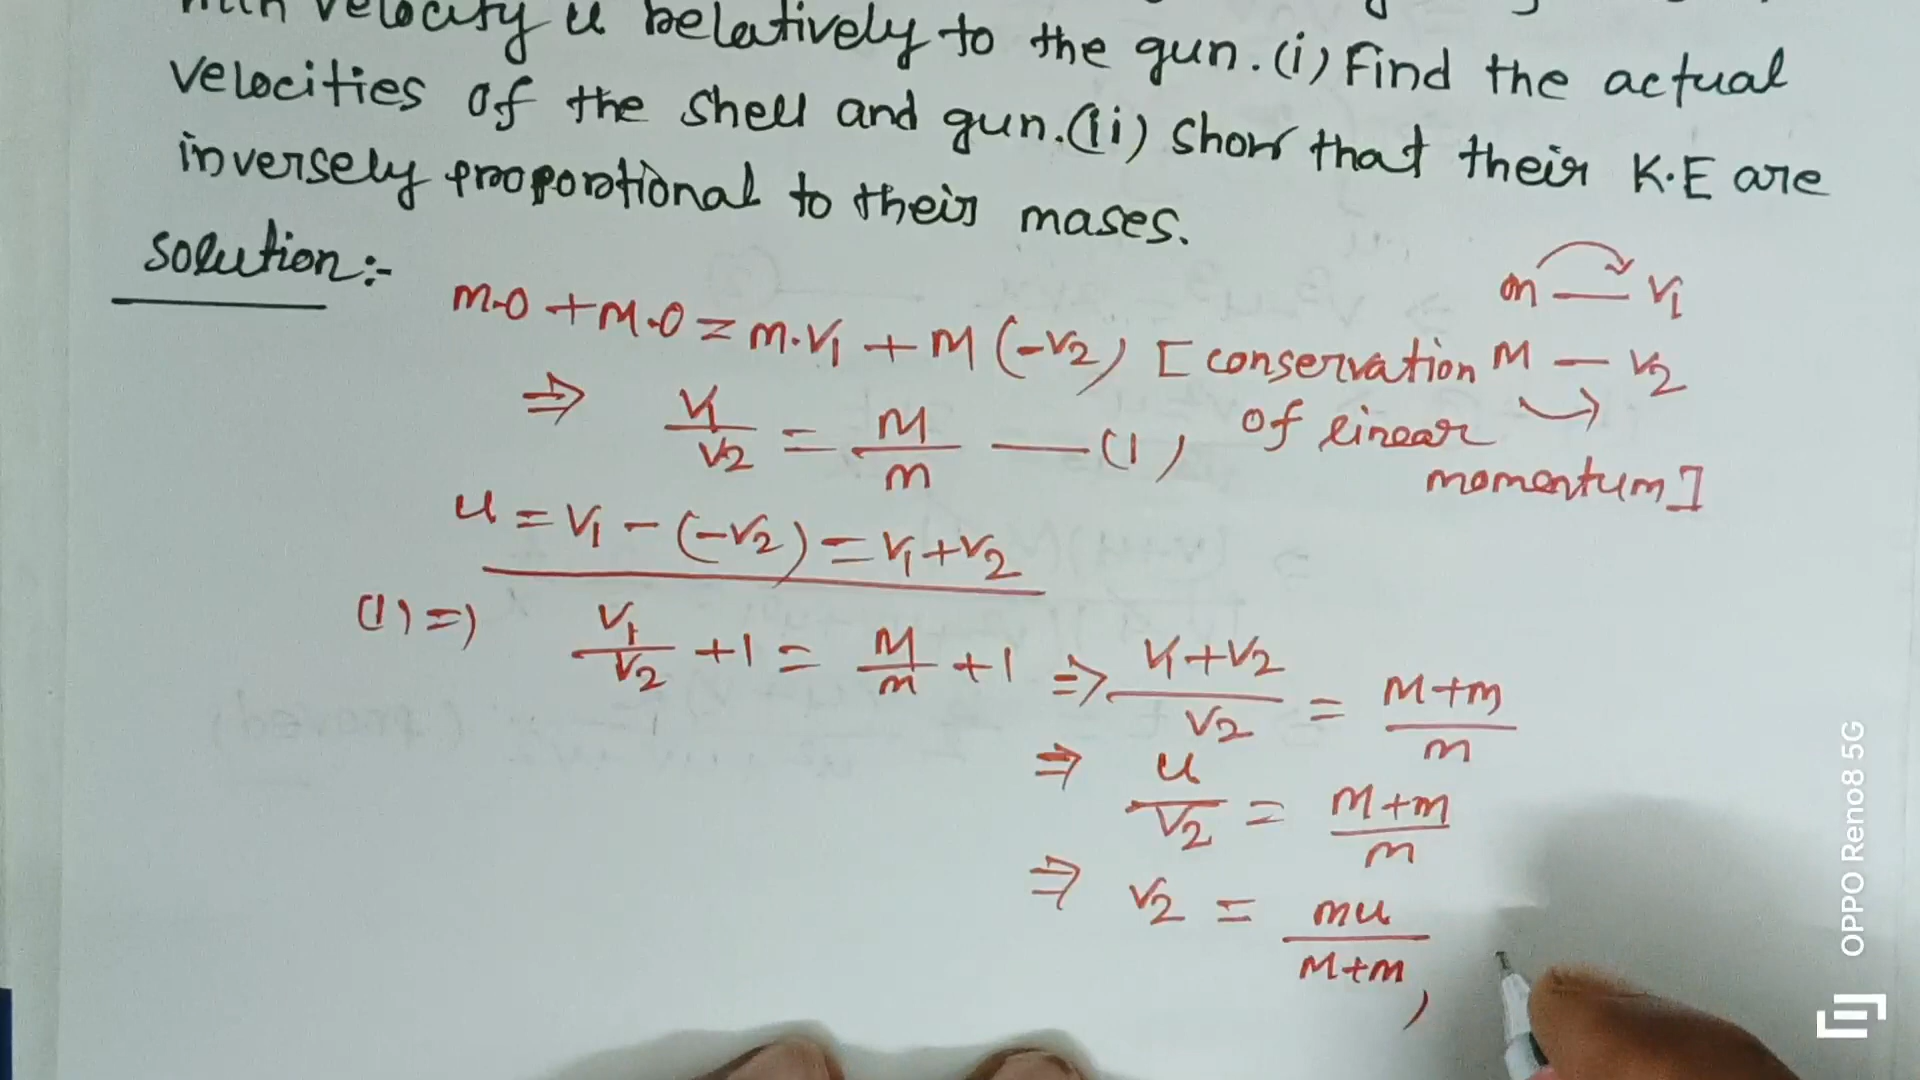 with velocity u relatively to the gun. (i) Find the actual
velocities of the shell and gun. (ii) Show that their K.E are
inversely proportional to their mases.
Solution:-
m — v1
m.0 + M.0 = m.v1 + M (-v2) [conservation
M — v2
⇒ v1/v2 = M/m — (1)
of linear
momentum]
u = v1 - (-v2) = v1 + v2
(1) ⇒ v1/v2 + 1 = M/m + 1 ⇒ v1+v2/v2 = M+m/m
⇒ u/v2 = M+m/m
⇒ v2 = mu/M+m,
OPPO Reno8 5G